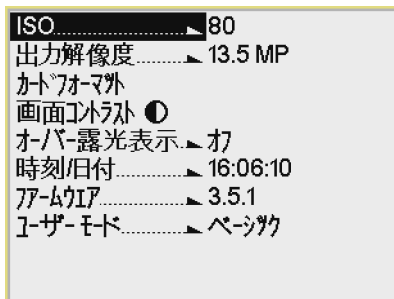 ISO 80
出力解像度 13.5 MP
ｶｰﾄﾞﾌｫｰﾏｯﾄ
画面ｺﾝﾄﾗｽﾄ
ｵｰﾊﾞｰ露光表示 ｵﾌ
時刻/日付 16:06:10
ﾌｧｰﾑｳｴｱ 3.5.1
ﾕｰｻﾞｰ ﾓｰﾄﾞ ﾍﾞｰｼｯｸ